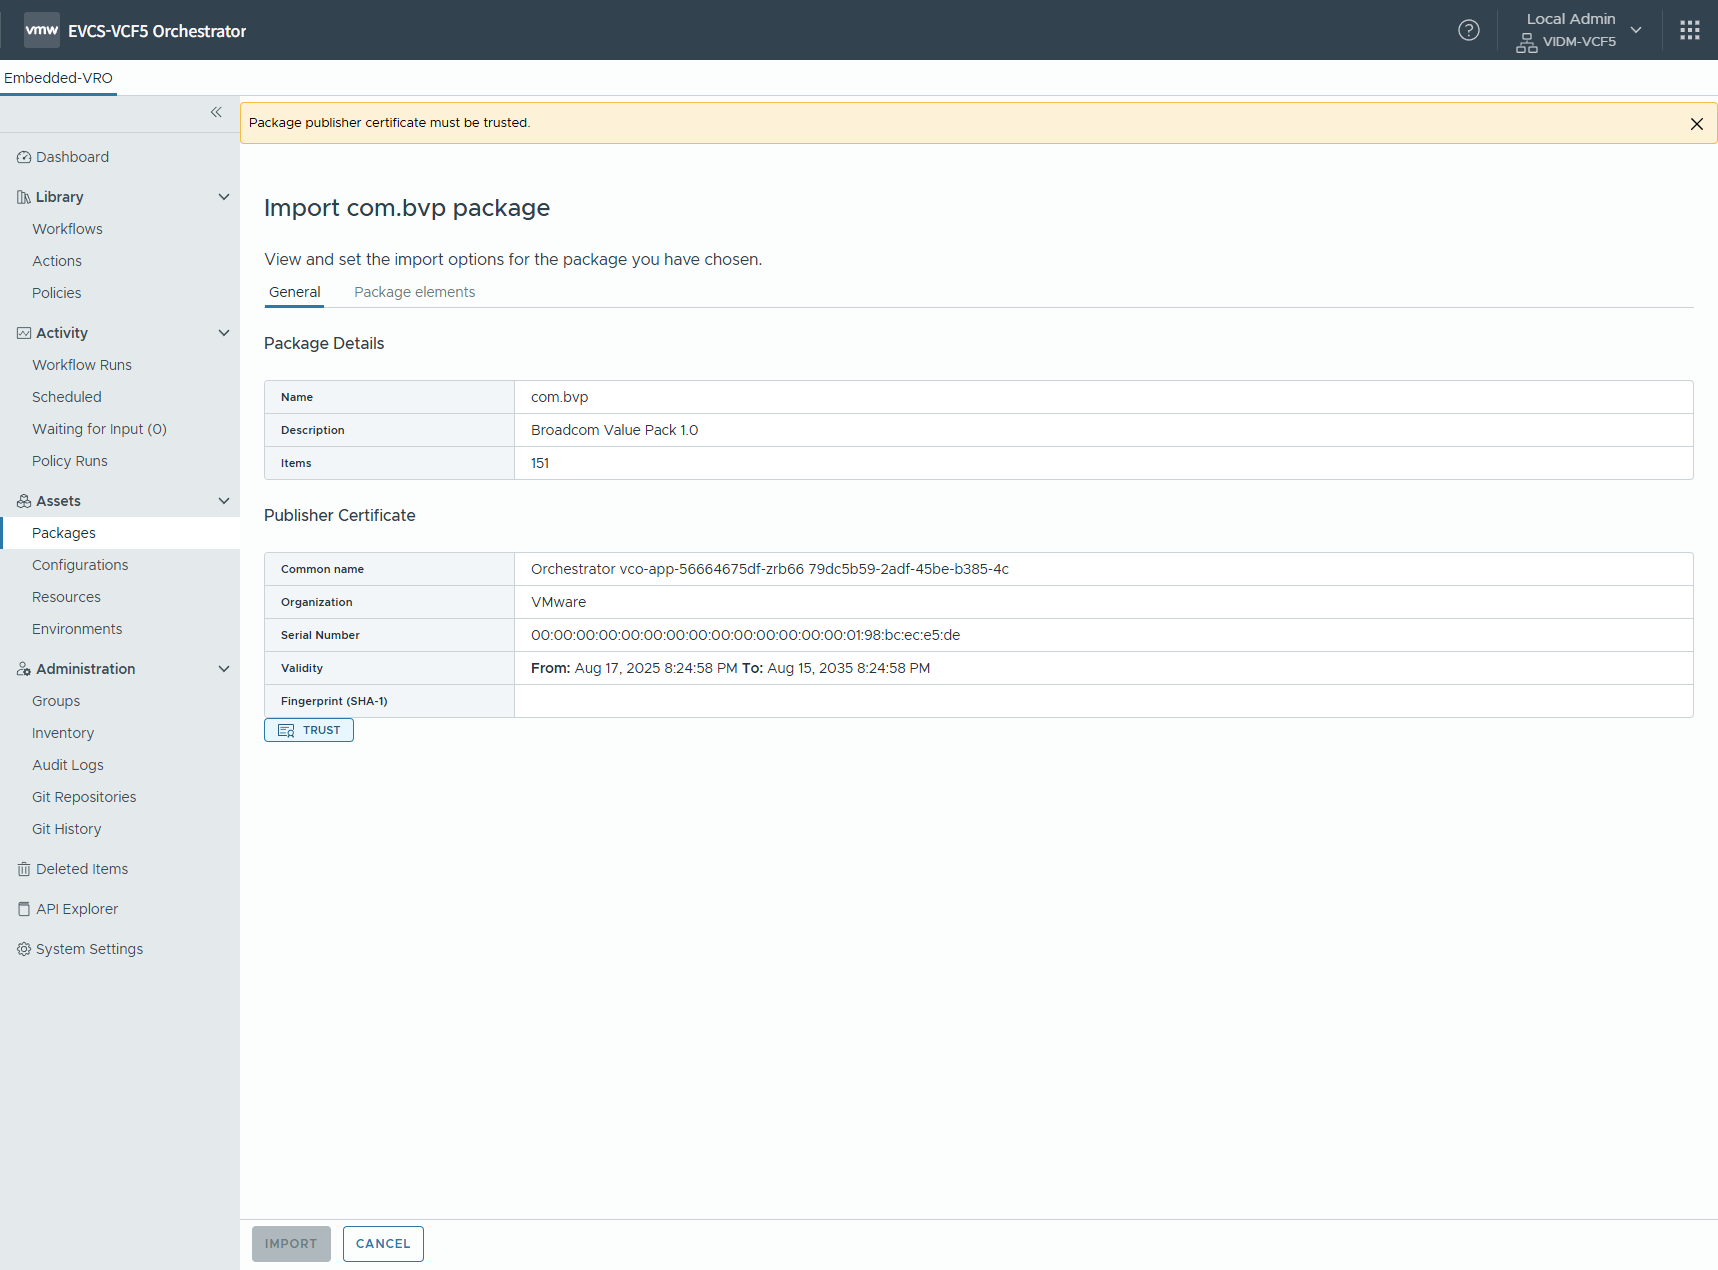 vmw EVCS-VCF5 Orchestrator
Local Admin
VIDM-VCF5
Embedded-VRO
Package publisher certificate must be trusted.
Dashboard
Library
Workflows
Actions
Policies
Activity
Workflow Runs
Scheduled
Waiting for Input (0)
Policy Runs
Assets
Packages
Configurations
Resources
Environments
Administration
Groups
Inventory
Audit Logs
Git Repositories
Git History
Deleted Items
API Explorer
System Settings
Import com.bvp package
View and set the import options for the package you have chosen.
General Package elements
Package Details
Name com.bvp
Description Broadcom Value Pack 1.0
Items 151
Publisher Certificate
Common name Orchestrator vco-app-56664675df-zrb66 79dc5b59-2adf-45be-b385-4c
Organization VMware
Serial Number 00:00:00:00:00:00:00:00:00:00:00:00:00:00:01:98:bc:ec:e5:de
Validity From: Aug 17, 2025 8:24:58 PM To: Aug 15, 2035 8:24:58 PM
Fingerprint (SHA-1)
TRUST
IMPORT CANCEL